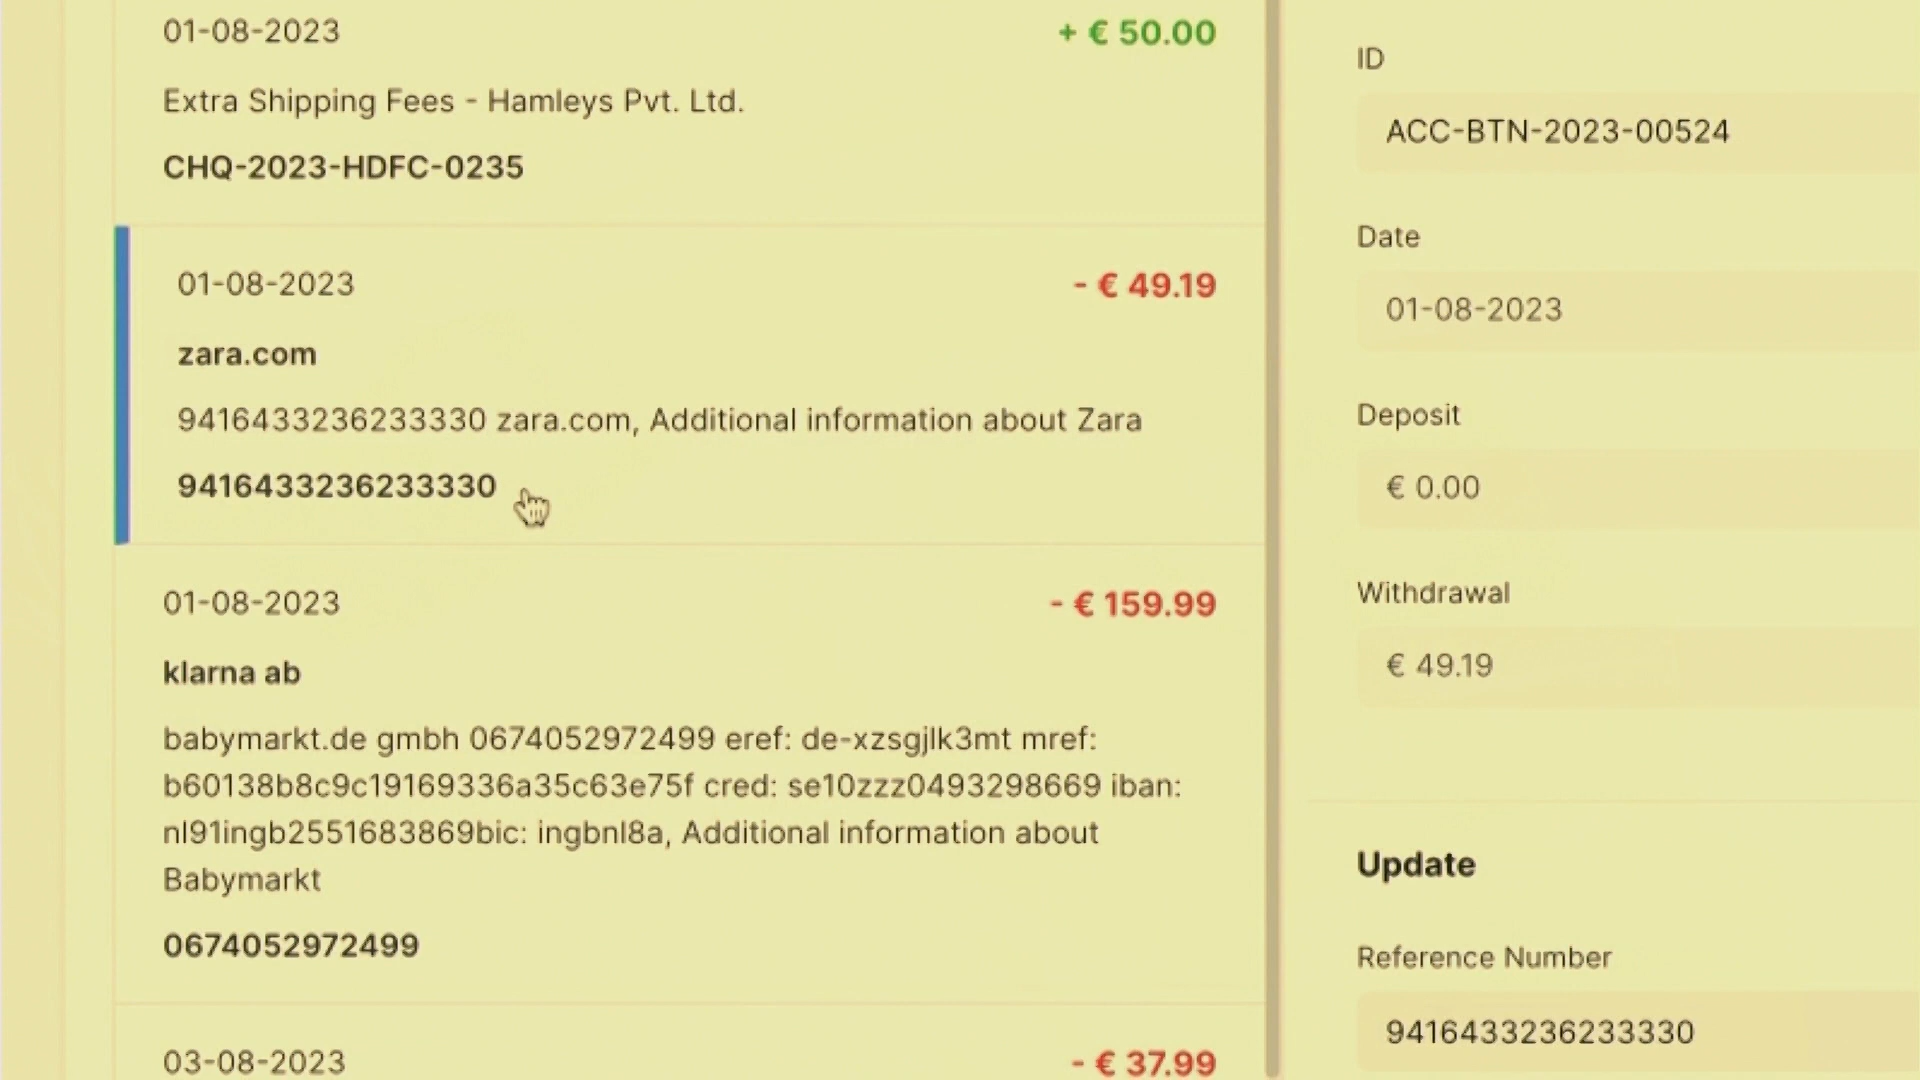 01-08-2023
+ € 50.00
Extra Shipping Fees - Hamleys Pvt. Ltd.
CHQ-2023-HDFC-0235
01-08-2023
- € 49.19
zara.com
9416433236233330 zara.com, Additional information about Zara
9416433236233330
01-08-2023
- € 159.99
klarna ab
babymarkt.de gmbh 0674052972499 eref: de-xzsgjlk3mt mref:
b60138b8c9c19169336a35c63e75f cred: se10zzz0493298669 iban:
nl91ingb2551683869bic: ingbnl8a, Additional information about
Babymarkt
0674052972499
03-08-2023
- € 37.99
ID
ACC-BTN-2023-00524
Date
01-08-2023
Deposit
€ 0.00
Withdrawal
€ 49.19
Update
Reference Number
9416433236233330